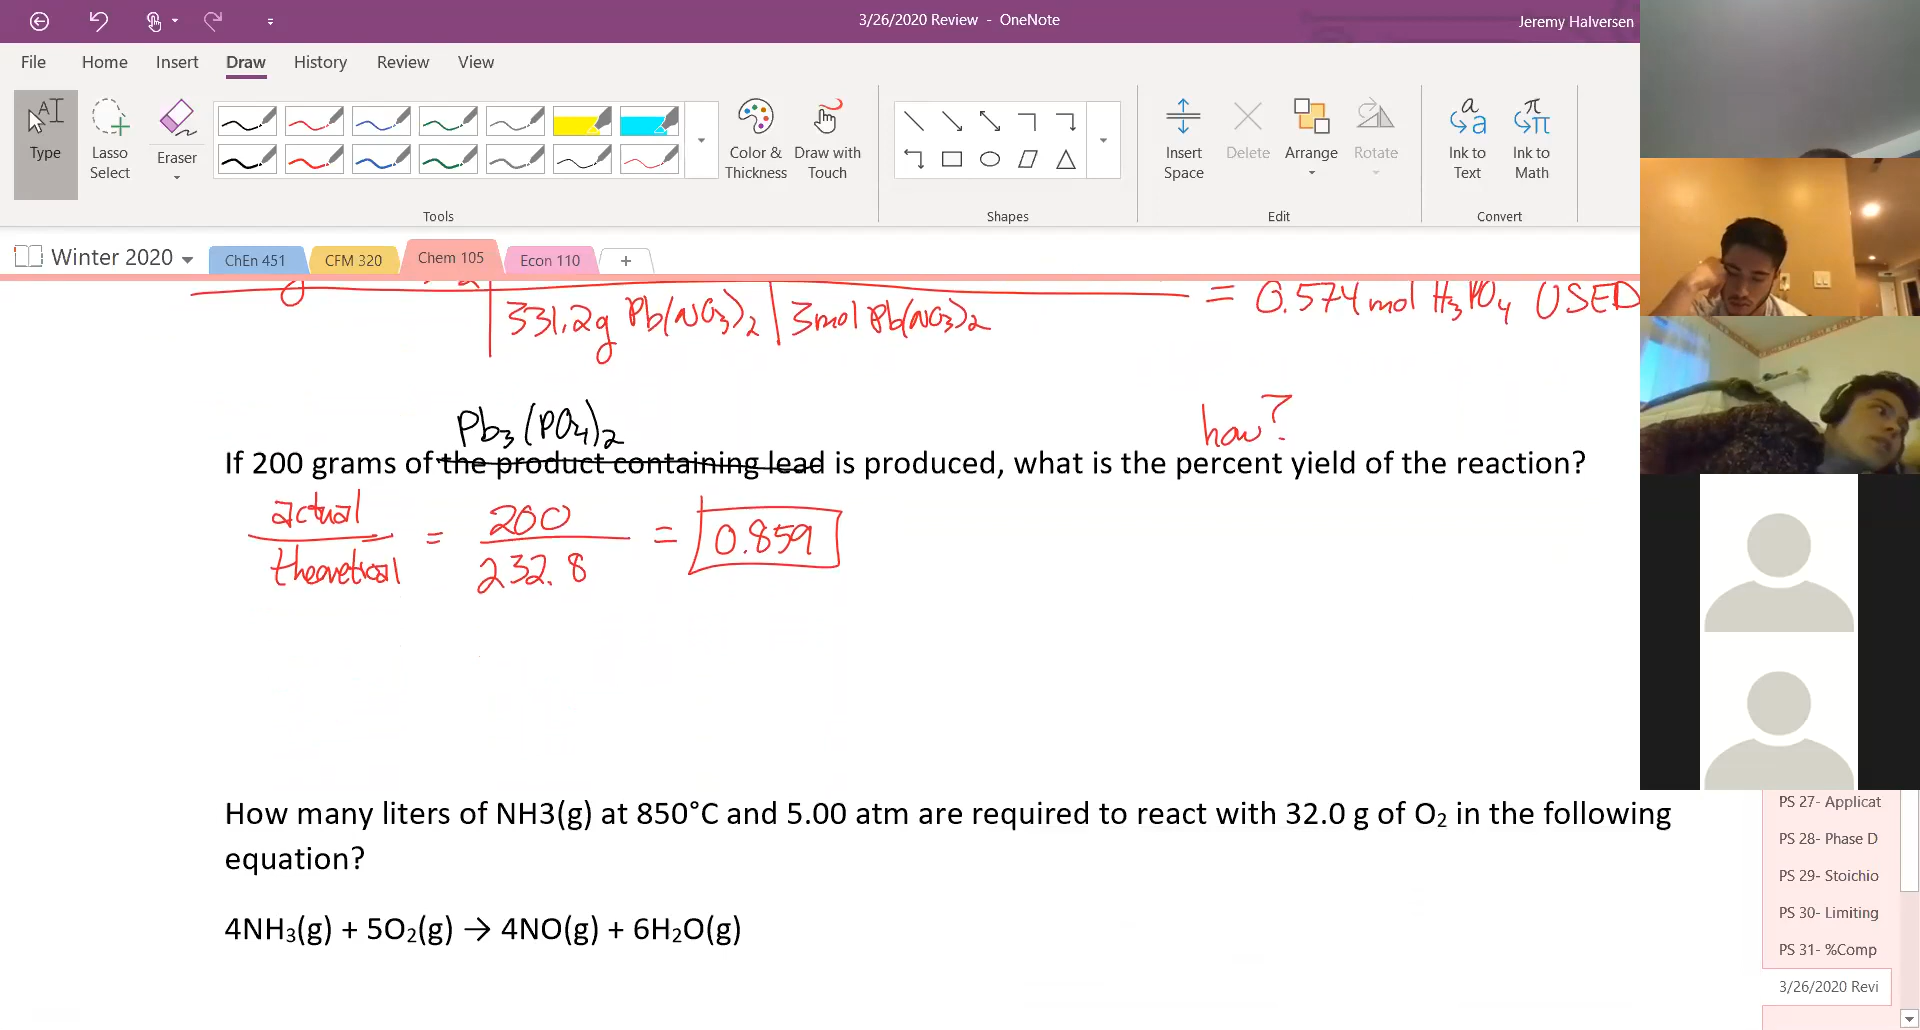 3/26/2020 Review - OneNote
Jeremy Halversen
File Home Insert Draw History Review View
Type
Lasso Select
Eraser
Color & Thickness
Draw with Touch
Insert Space
Delete
Arrange
Rotate
Ink to Text
Ink to Math
Tools Shapes Edit Convert
Winter 2020 ChEn 451 CFM 320 Chem 105 Econ 110 +
= 0.574 mol H3PO4 USED
331.2g Pb(NO3)2 | 3mol Pb(NO3)2
Pb3(PO4)2 how?
If 200 grams of the product containing lead is produced, what is the percent yield of the reaction?
actual / theoretical = 200 / 232.8 = 0.859
How many liters of NH3(g) at 850°C and 5.00 atm are required to react with 32.0 g of O₂ in the following
equation?
4NH₃(g) + 5O₂(g) → 4NO(g) + 6H₂O(g)
PS 27- Applicat
PS 28- Phase D
PS 29- Stoichio
PS 30- Limiting
PS 31- %Comp
3/26/2020 Revi